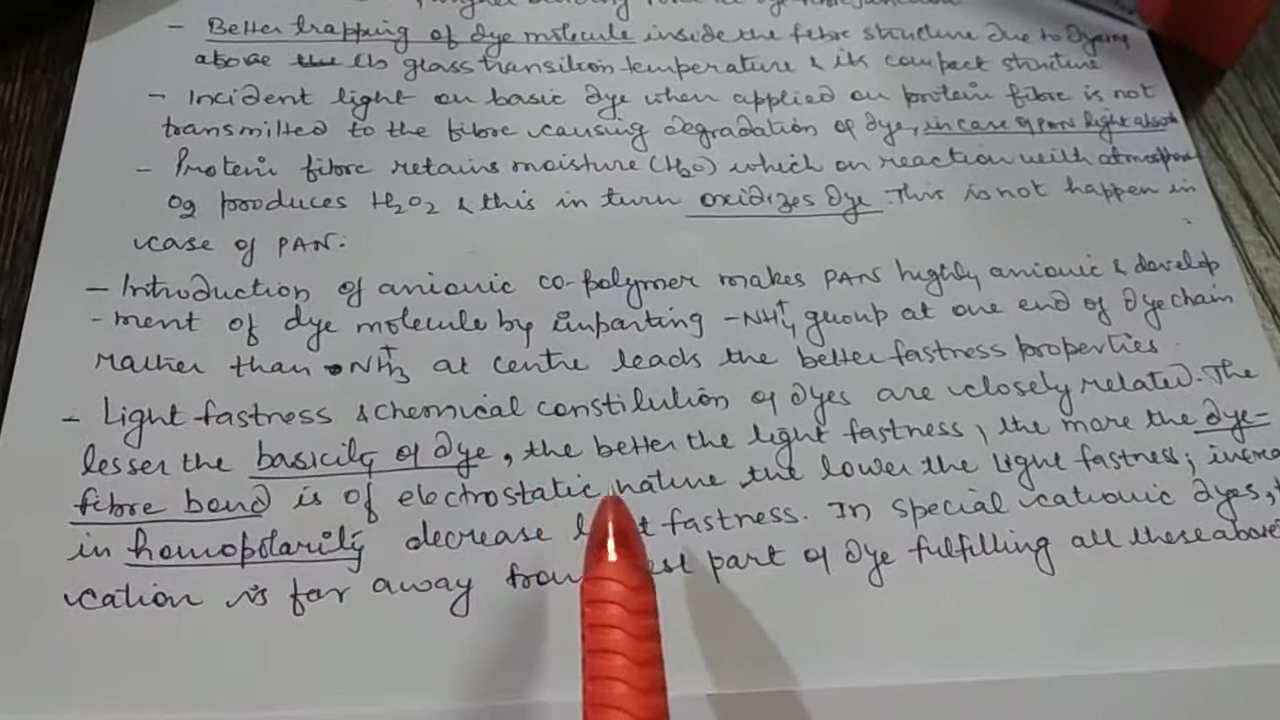 - Better trapping of dye molecule inside the fibre structure due to Dyeing
above the its glass transition temperature & its compact structure
- Incident light on basic dye when applied on protein fibre is not
transmitted to the fibre causing degradation of dye, in case of PAN light absorb
- Protein fibre retains moisture (H2O) which on reaction with atmosphe
O2 produces H2O2 & this in turn oxidizes dye. This is not happen in
case of PAN.
- Introduction of anionic co-polymer makes PAN highly anionic & develop
-ment of dye molecule by imparting -NH4+ group at one end of dye chain
rather than NH3+ at centre leads the better fastness properties.
- Light fastness & chemical constitution of dyes are closely related. The
lesser the basicity of dye, the better the light fastness, the more the dye-
fibre bond is of electrostatic nature the lower the light fastness; increa
in homopolarity decrease fastness. In special cationic dyes,
cation is far away from part of dye fulfilling all these above